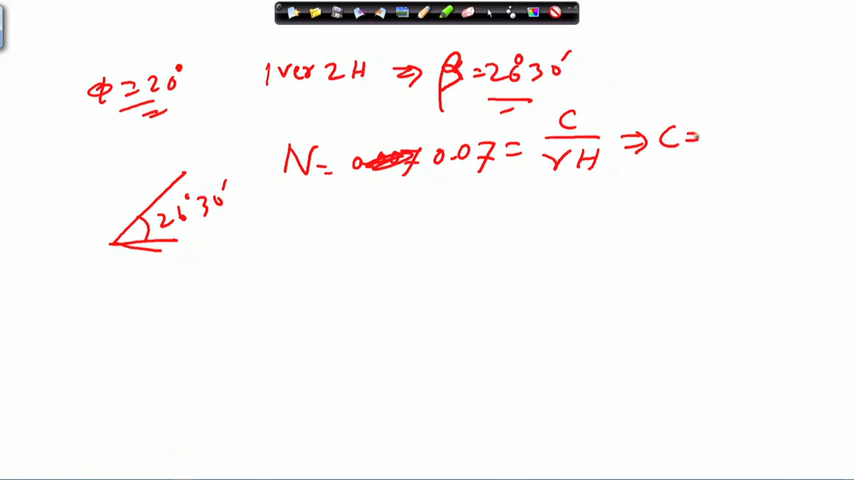 φ = 20° 1 ver 2H ⇒ β = 26°30′
N = 0.07 = C / γH ⇒ C =
26°30′